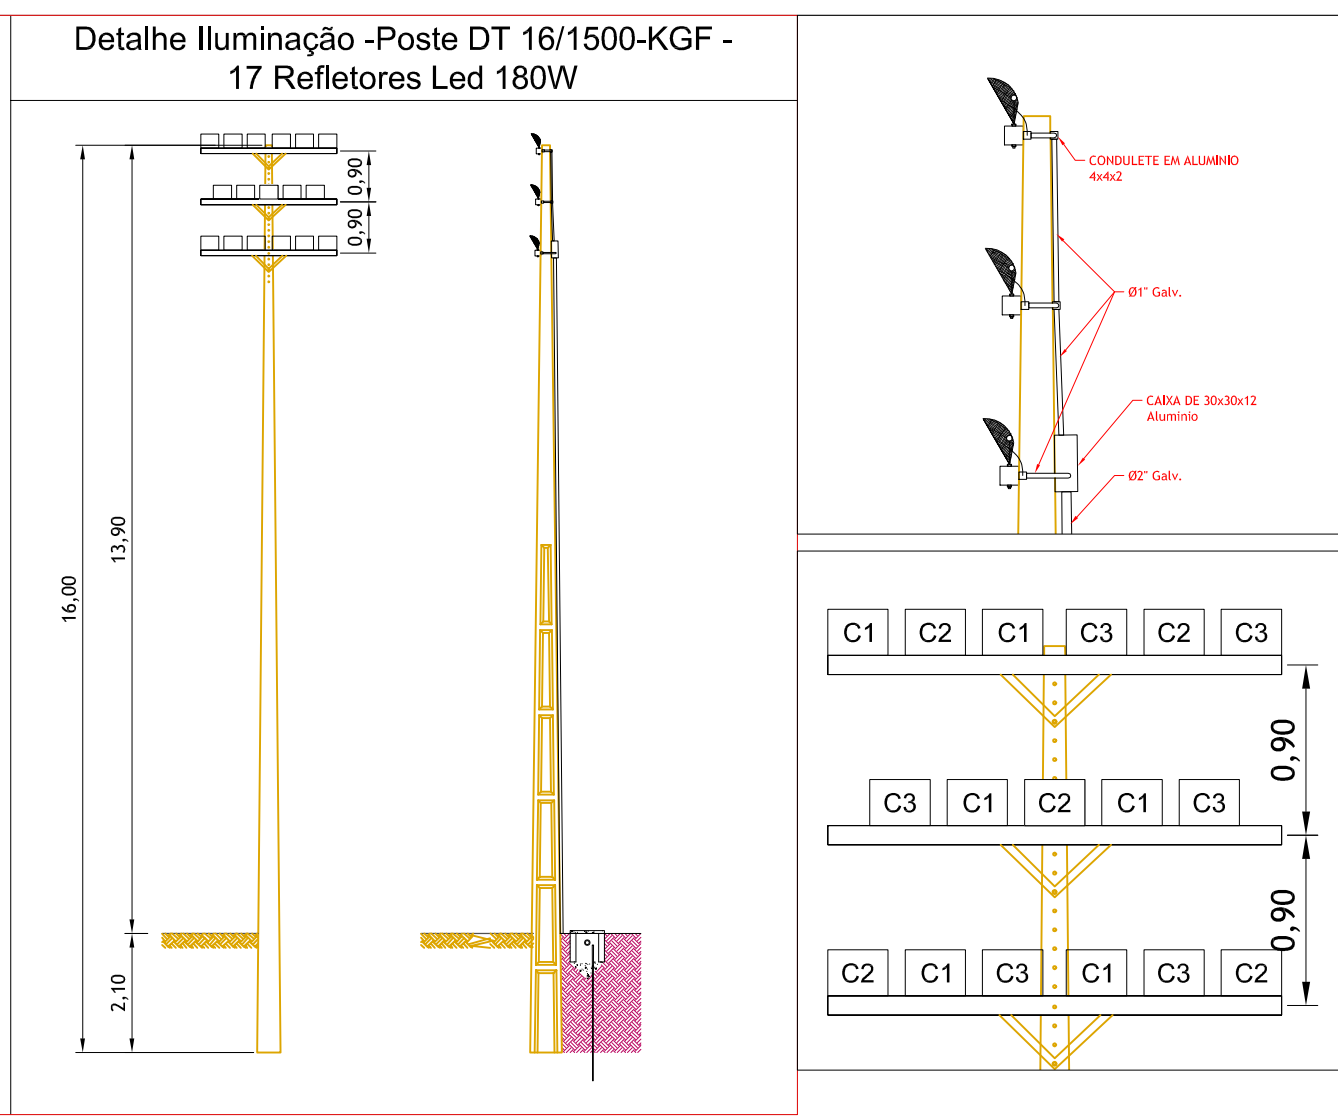 Detalhe Iluminação -Poste DT 16/1500-KGF -
17 Refletores Led 180W
0,90
0,90
13,90
16,00
2,10
CONDULETE EM ALUMINIO
4x4x2
Ø1" Galv.
CAIXA DE 30x30x12
Aluminio
Ø2" Galv.
C1 C2 C1 C3 C2 C3
0,90
C3 C1 C2 C1 C3
0,90
C2 C1 C3 C1 C3 C2